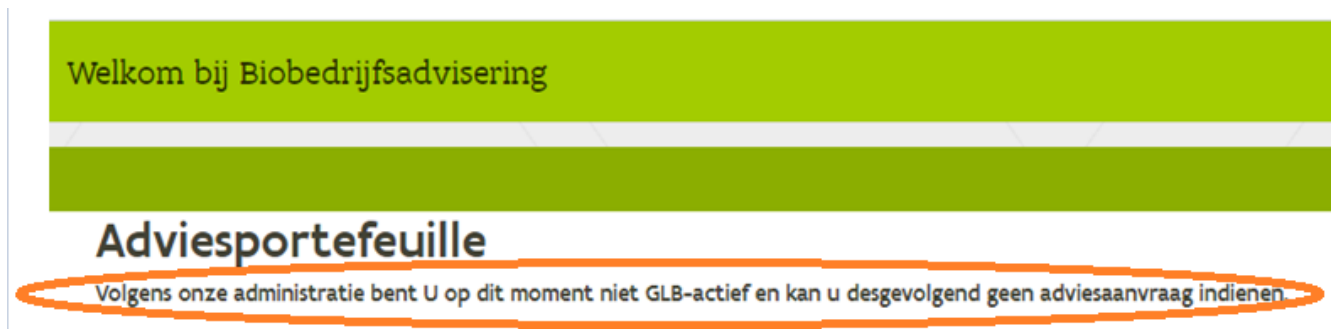 Welkom bij Biobedrijfsadvisering
Adviesportefeuille
Volgens onze administratie bent U op dit moment niet GLB-actief en kan u desgevolgend geen adviesaanvraag indienen.